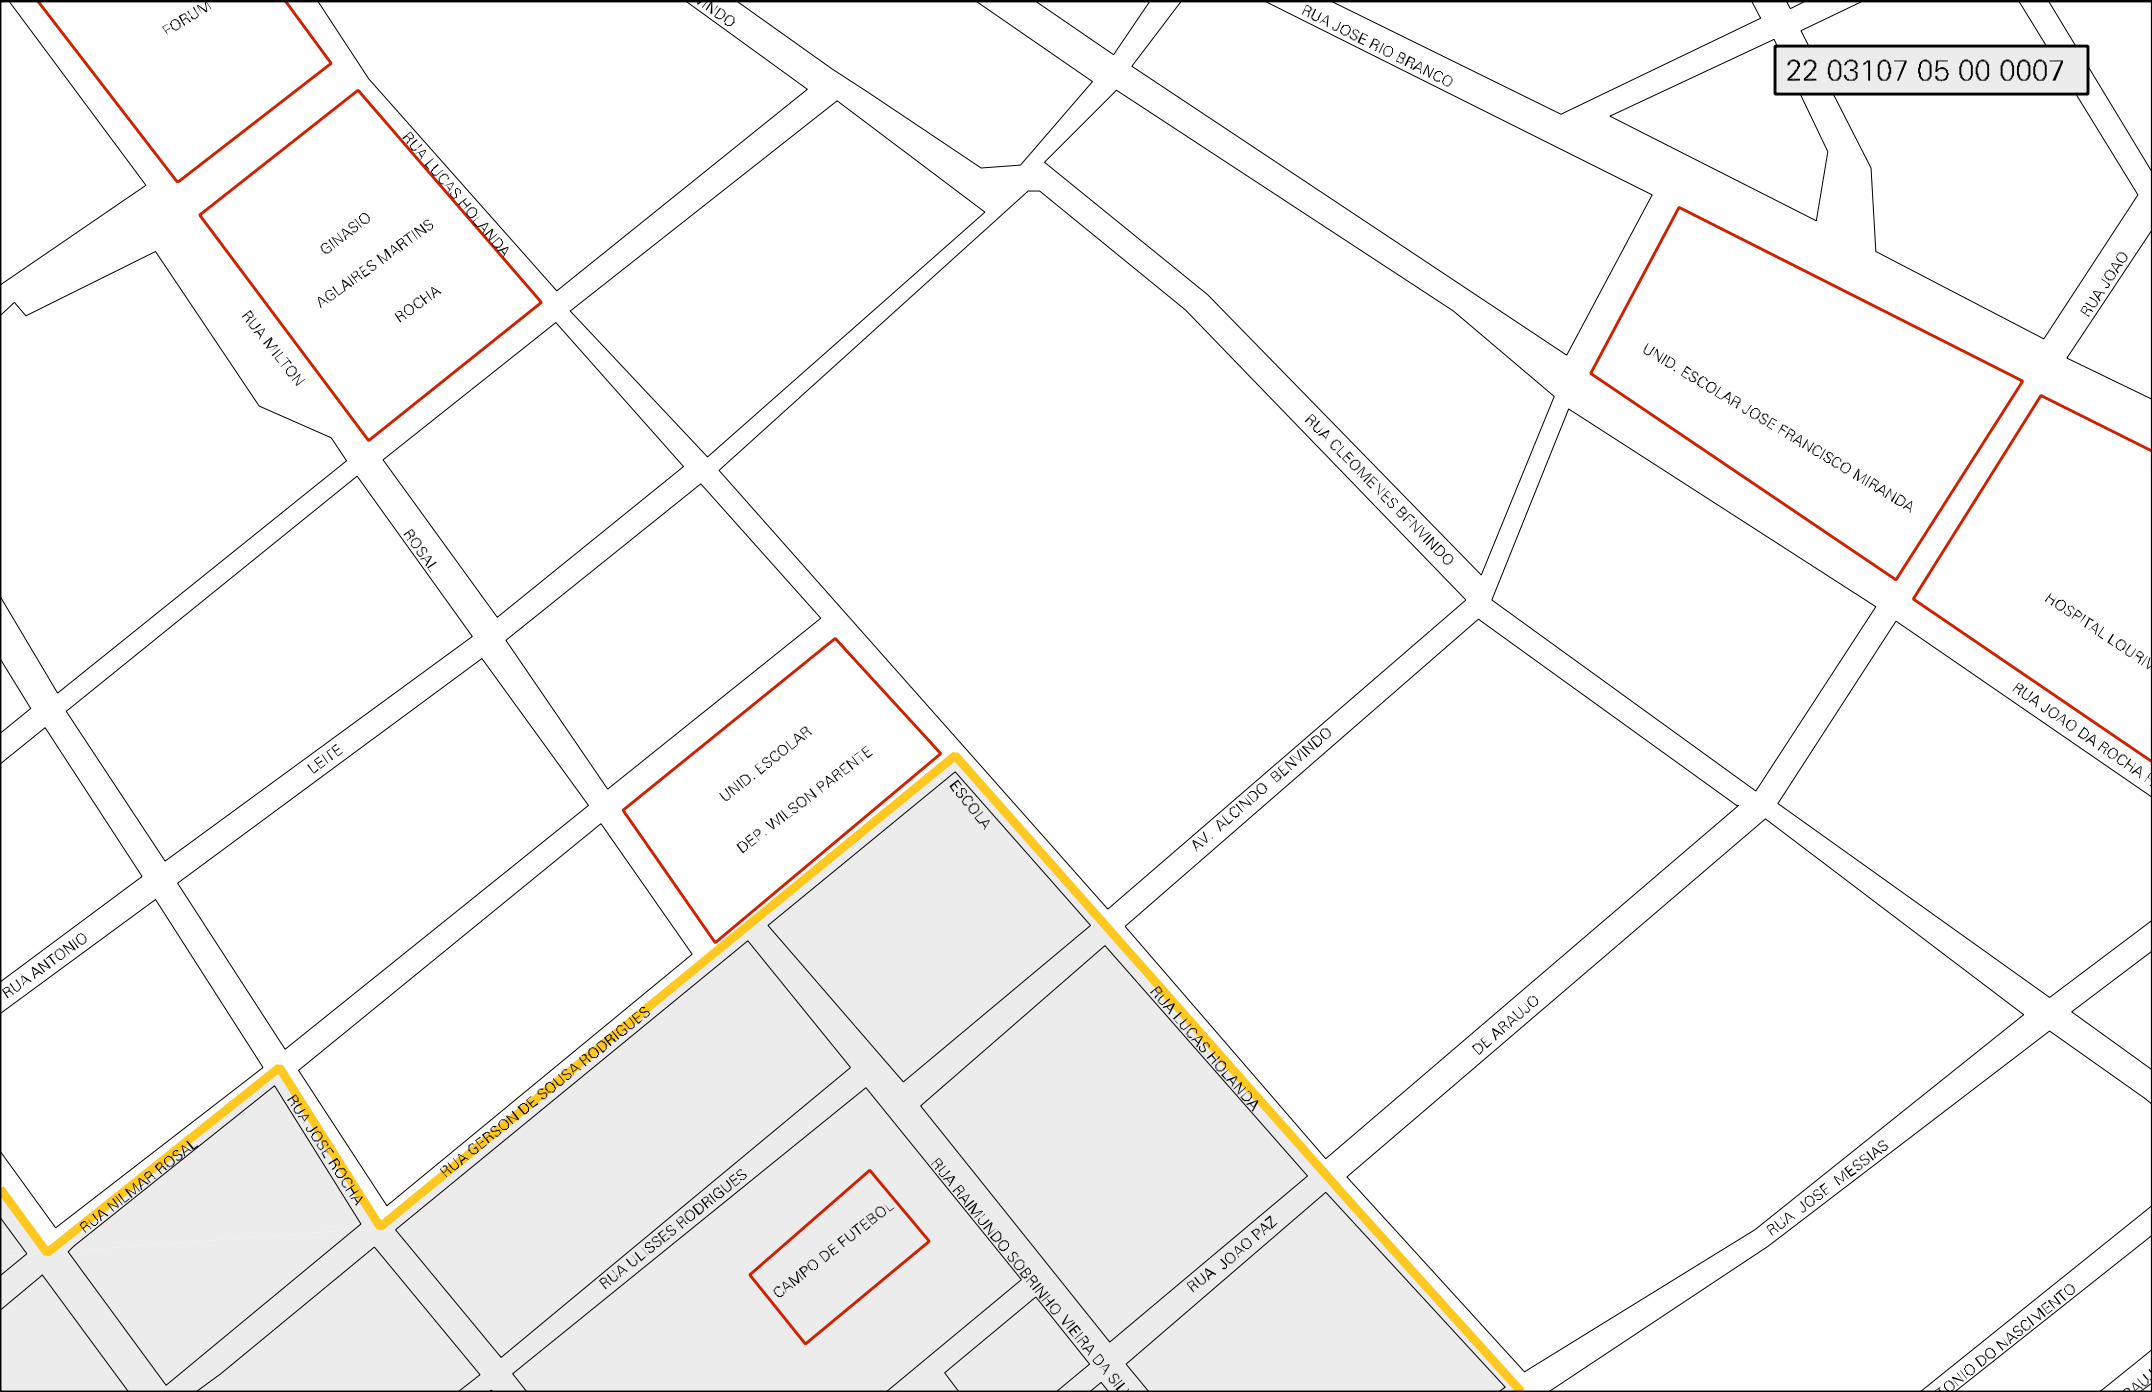 FORUM
VINDO
RUA JOSE RIO BRANCO
22 03107 05 00 0007
RUA LUCAS HOLANDA
GINASIO
AGLAIRES MARTINS
ROCHA
RUA MILTON
RUA JOAO
UNID. ESCOLAR JOSE FRANCISCO MIRANDA
RUA CLEOMENES BENVINDO
ROSAL
HOSPITAL
RUA JOAO DA ROCHA
LEITE
UNID. ESCOLAR
DEP. WILSON PARENTE
ESCOLA
AV. ALCINDO BENVINDO
RUA ANTONIO
RUA LUCAS HOLANDA
DE ARAUJO
RUA GERSON DE SOUSA RODRIGUES
RUA JOSE ROCHA
RUA NILMAR ROSAL
RUA ULISSES RODRIGUES
CAMPO DE FUTEBOL
RUA RAIMUNDO SOBRINHO VIEIRA DA
RUA JOAO PAZ
RUA JOSE MESSIAS
TONIO DO NASCIMENTO